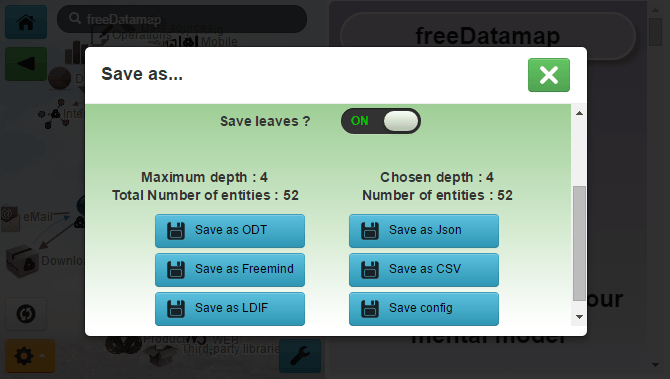 freeDatamap
Operations
Mobile
freeDatamap
Save as...
Save leaves ?
ON
Maximum depth : 4
Chosen depth : 4
Total Number of entities : 52
Number of entities : 52
eMail
Save as ODT
Save as Json
Save as Freemind
Save as CSV
Save as LDIF
Save config
our
mental model
WEB
Third-party librarie